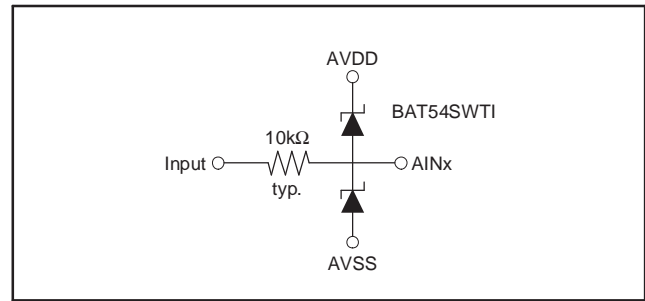 AVDD
BAT54SWTI
10kΩ
Input
AINx
typ.
AVSS